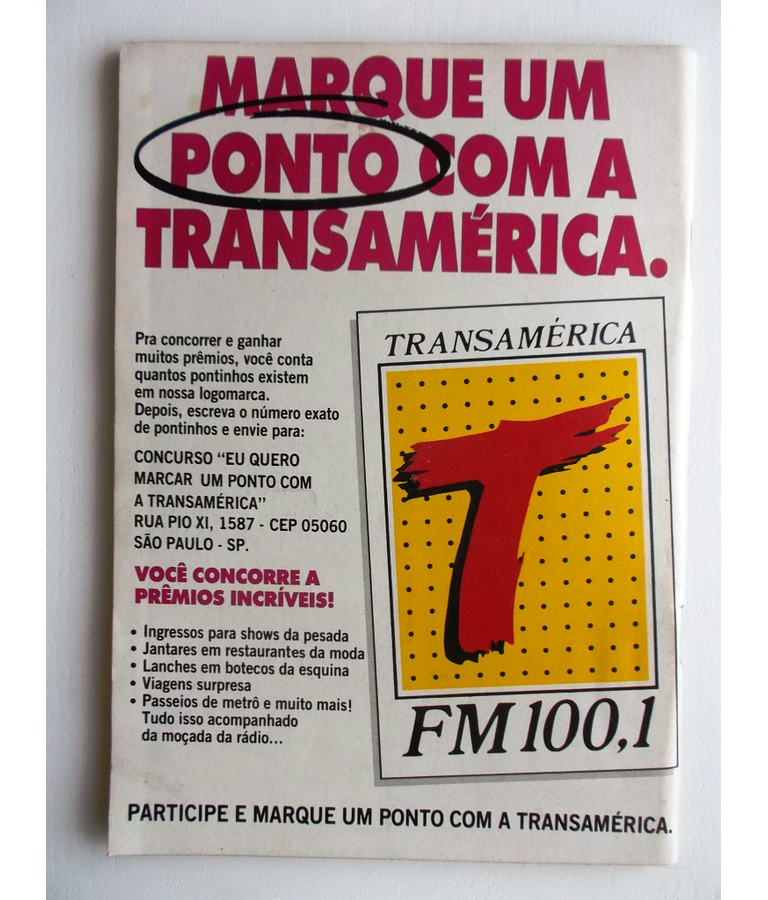 MARQUE UM
PONTO COM A
TRANSAMÉRICA.
Pra concorrer e ganhar
muitos prêmios, você conta
quantos pontinhos existem
em nossa logomarca.
Depois, escreva o número exato
de pontinhos e envie para:
CONCURSO “EU QUERO
MARCAR UM PONTO COM
A TRANSAMÉRICA”
RUA PIO XI, 1587 - CEP 05060
SÃO PAULO - SP.
VOCÊ CONCORRE A
PRÊMIOS INCRÍVEIS!
• Ingressos para shows da pesada
• Jantares em restaurantes da moda
• Lanches em botecos da esquina
• Viagens surpresa
• Passeios de metrô e muito mais!
Tudo isso acompanhado
da moçada da rádio...
TRANSAMÉRICA
T
FM 100,1
PARTICIPE E MARQUE UM PONTO COM A TRANSAMÉRICA.